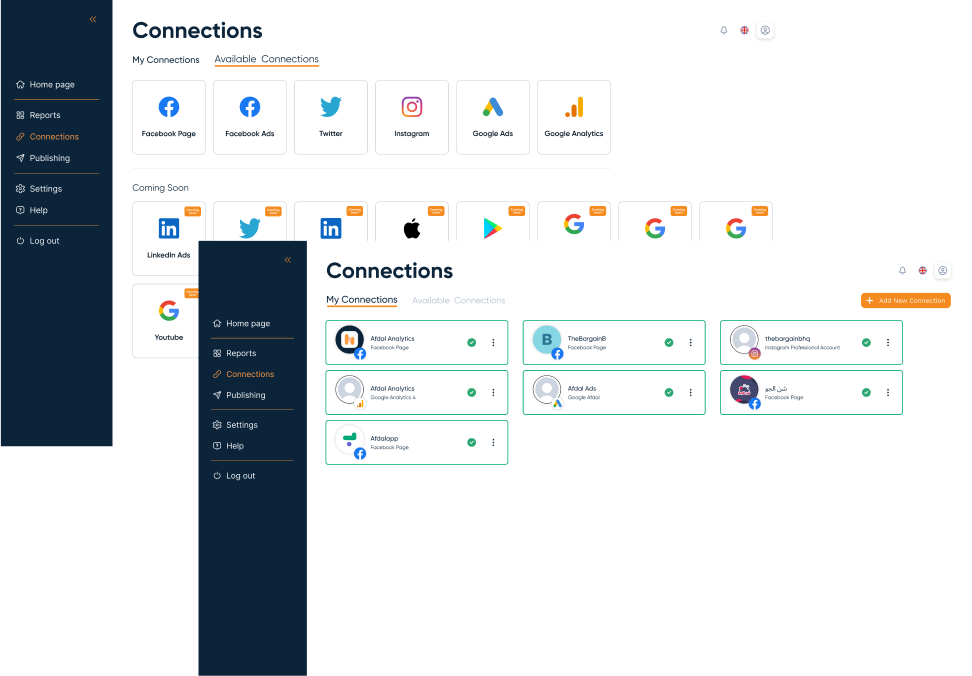 Connections
My Connections
Available Connections
Home page
Reports
Connections
Publishing
Settings
Help
Log out
Facebook Page
Facebook Ads
Twitter
Instagram
Google Ads
Google Analytics
Coming Soon
Coming soon!
Coming soon!
Coming soon!
Coming soon!
Coming soon!
Coming soon!
Coming soon!
Coming soon!
in
in
LinkedIn Ads
Coming soon!
Youtube
Connections
My Connections
Available Connections
Add New Connection
Home page
Reports
Connections
Publishing
Settings
Help
Log out
Afdal Analytics
Facebook Page
B
TheBargainB
Facebook Page
thebargainbhq
Instagram Professional Account
Afdal Analytics
Google Analytics 4
Afdal Ads
Google Afdal
شن الجو
Facebook Page
Afdalapp
Facebook Page